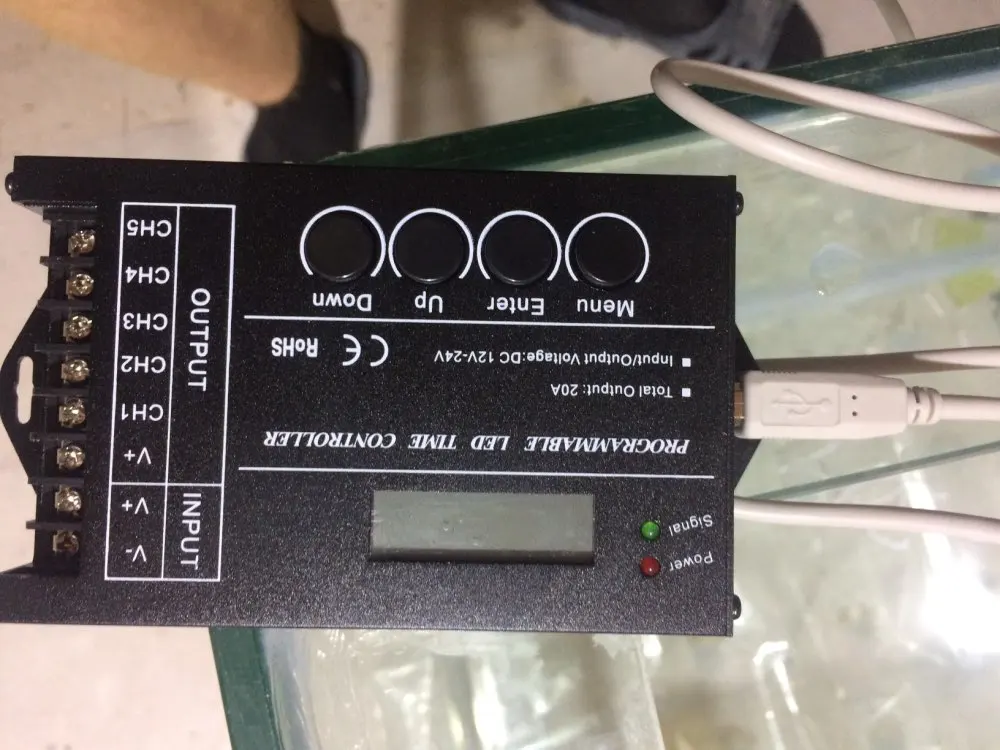 Power
Signal
PROGRAMMABLE LED TIME CONTROLLER
■ Total Output: 20A
■ Input/Output Voltage:DC 12V-24V
CE RoHS
Menu
Enter
Up
Down
INPUT
V-
V+
OUTPUT
V+
CH1
CH2
CH3
CH4
CH5